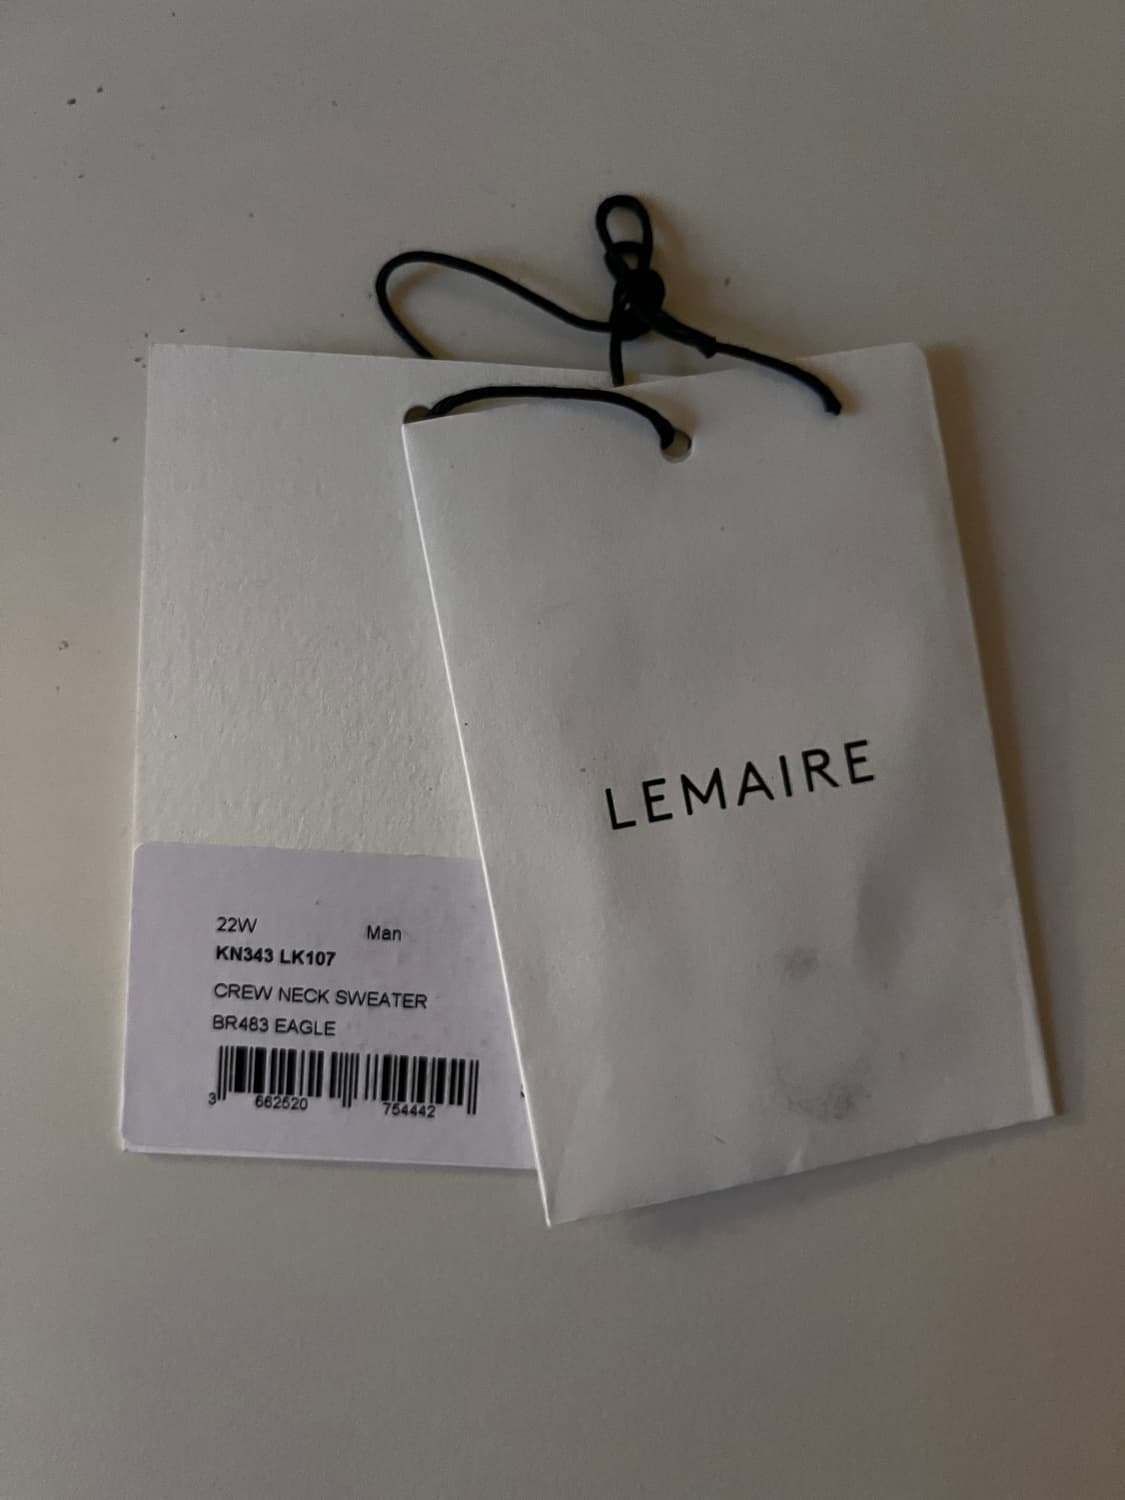 LEMAIRE
22W Man
KN343 LK107
CREW NECK SWEATER
BR483 EAGLE
3 662520 754442